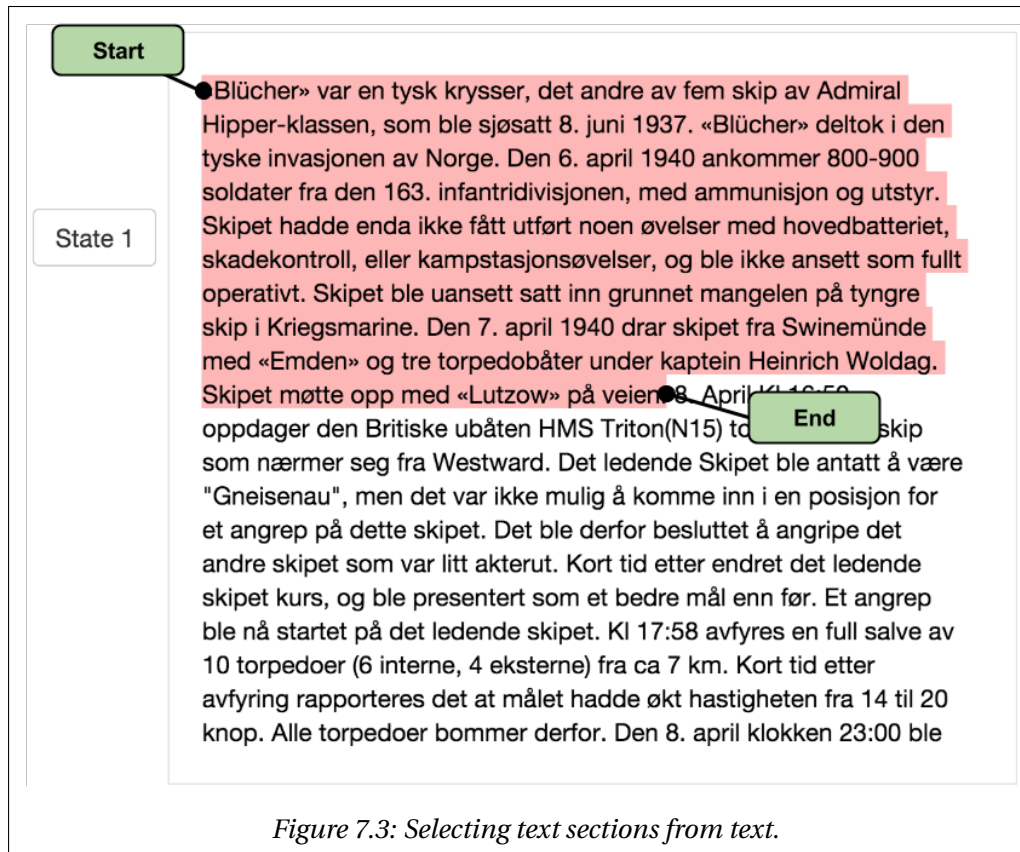 Start
«Blücher» var en tysk krysser, det andre av fem skip av Admiral
Hipper-klassen, som ble sjøsatt 8. juni 1937. «Blücher» deltok i den
tyske invasjonen av Norge. Den 6. april 1940 ankommer 800-900
soldater fra den 163. infantridivisjonen, med ammunisjon og utstyr.
State 1
Skipet hadde enda ikke fått utført noen øvelser med hovedbatteriet,
skadekontroll, eller kampstasjonsøvelser, og ble ikke ansett som fullt
operativt. Skipet ble uansett satt inn grunnet mangelen på tyngre
skip i Kriegsmarine. Den 7. april 1940 drar skipet fra Swinemünde
med «Emden» og tre torpedobåter under kaptein Heinrich Woldag.
Skipet møtte opp med «Lutzow» på veien. 8. April Kl 16:50
End
oppdager den Britiske ubåten HMS Triton(N15) skip
som nærmer seg fra Westward. Det ledende Skipet ble antatt å være
"Gneisenau", men det var ikke mulig å komme inn i en posisjon for
et angrep på dette skipet. Det ble derfor besluttet å angripe det
andre skipet som var litt akterut. Kort tid etter endret det ledende
skipet kurs, og ble presentert som et bedre mål enn før. Et angrep
ble nå startet på det ledende skipet. Kl 17:58 avfyres en full salve av
10 torpedoer (6 interne, 4 eksterne) fra ca 7 km. Kort tid etter
avfyring rapporteres det at målet hadde økt hastigheten fra 14 til 20
knop. Alle torpedoer bommer derfor. Den 8. april klokken 23:00 ble
Figure 7.3: Selecting text sections from text.